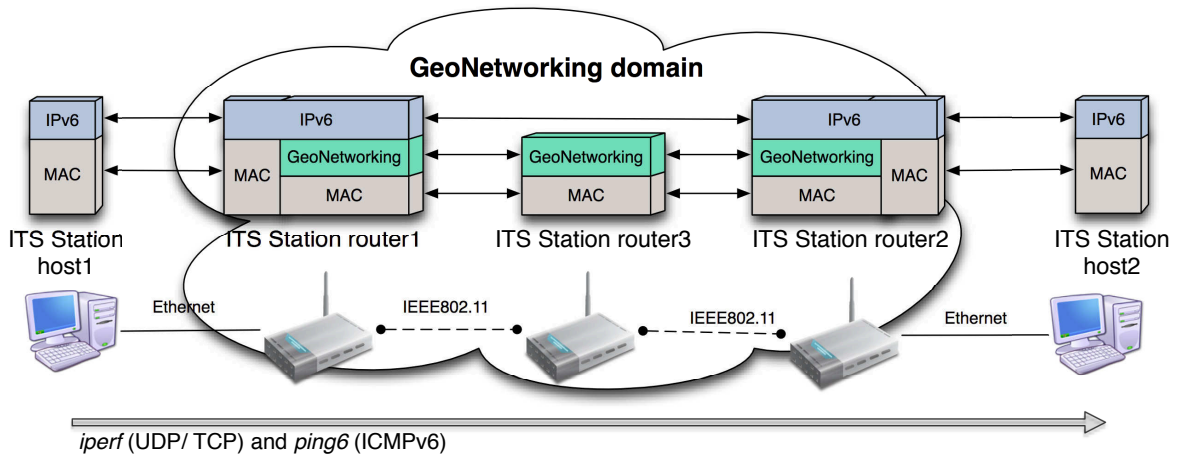 GeoNetworking domain
IPv6
IPv6
IPv6
IPv6
GeoNetworking
GeoNetworking
GeoNetworking
MAC
MAC
MAC
MAC
MAC
MAC
MAC
ITS Station
host1
ITS Station router1
ITS Station router3
ITS Station router2
ITS Station
host2
Ethernet
IEEE802.11
IEEE802.11
Ethernet
iperf (UDP/ TCP) and ping6 (ICMPv6)